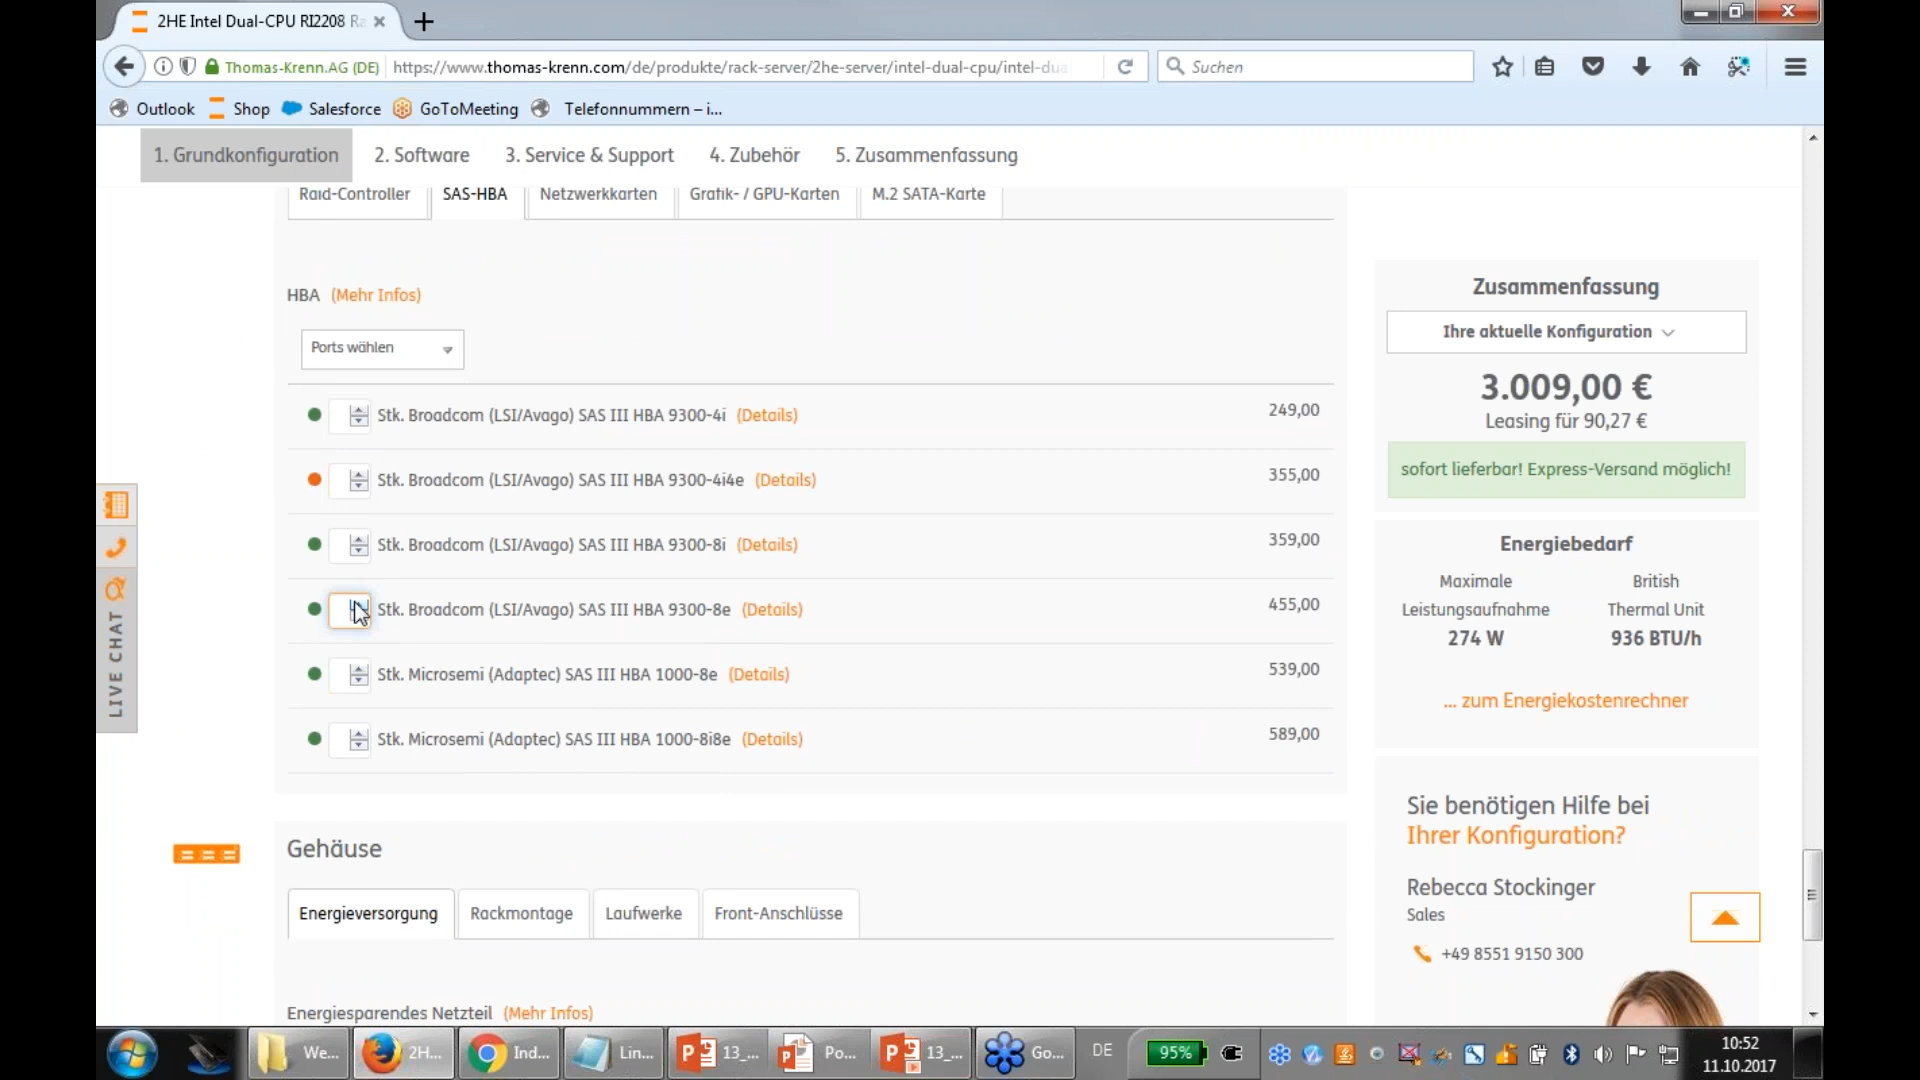 2HE Intel Dual-CPU RI2208 Ra
Thomas-Krenn.AG (DE)
https://www.thomas-krenn.com/de/produkte/rack-server/2he-server/intel-dual-cpu/intel-dua
Suchen
Outlook
Shop
Salesforce
GoToMeeting
Telefonnummern – i...
1. Grundkonfiguration
2. Software
3. Service & Support
4. Zubehör
5. Zusammenfassung
Raid-Controller
SAS-HBA
Netzwerkkarten
Grafik- / GPU-Karten
M.2 SATA-Karte
HBA (Mehr Infos)
Ports wählen
Stk. Broadcom (LSI/Avago) SAS III HBA 9300-4i (Details) 249,00
Stk. Broadcom (LSI/Avago) SAS III HBA 9300-4i4e (Details) 355,00
Stk. Broadcom (LSI/Avago) SAS III HBA 9300-8i (Details) 359,00
Stk. Broadcom (LSI/Avago) SAS III HBA 9300-8e (Details) 455,00
Stk. Microsemi (Adaptec) SAS III HBA 1000-8e (Details) 539,00
Stk. Microsemi (Adaptec) SAS III HBA 1000-8i8e (Details) 589,00
Gehäuse
Energieversorgung
Rackmontage
Laufwerke
Front-Anschlüsse
Energiesparendes Netzteil (Mehr Infos)
LIVE CHAT
Zusammenfassung
Ihre aktuelle Konfiguration
3.009,00 €
Leasing für 90,27 €
sofort lieferbar! Express-Versand möglich!
Energiebedarf
Maximale
Leistungsaufnahme
274 W
British
Thermal Unit
936 BTU/h
... zum Energiekostenrechner
Sie benötigen Hilfe bei
Ihrer Konfiguration?
Rebecca Stockinger
Sales
+49 8551 9150 300
We...
2H...
Ind...
Lin...
13_...
Po...
13_...
Go...
DE
95%
10:52
11.10.2017